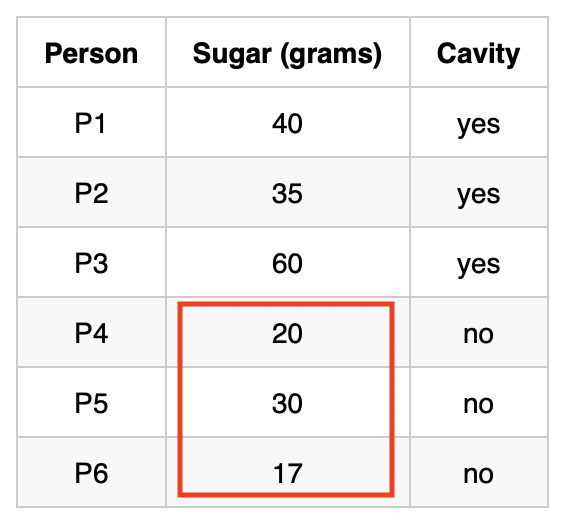 Person Sugar (grams) Cavity
P1 40 yes
P2 35 yes
P3 60 yes
P4 20 no
P5 30 no
P6 17 no